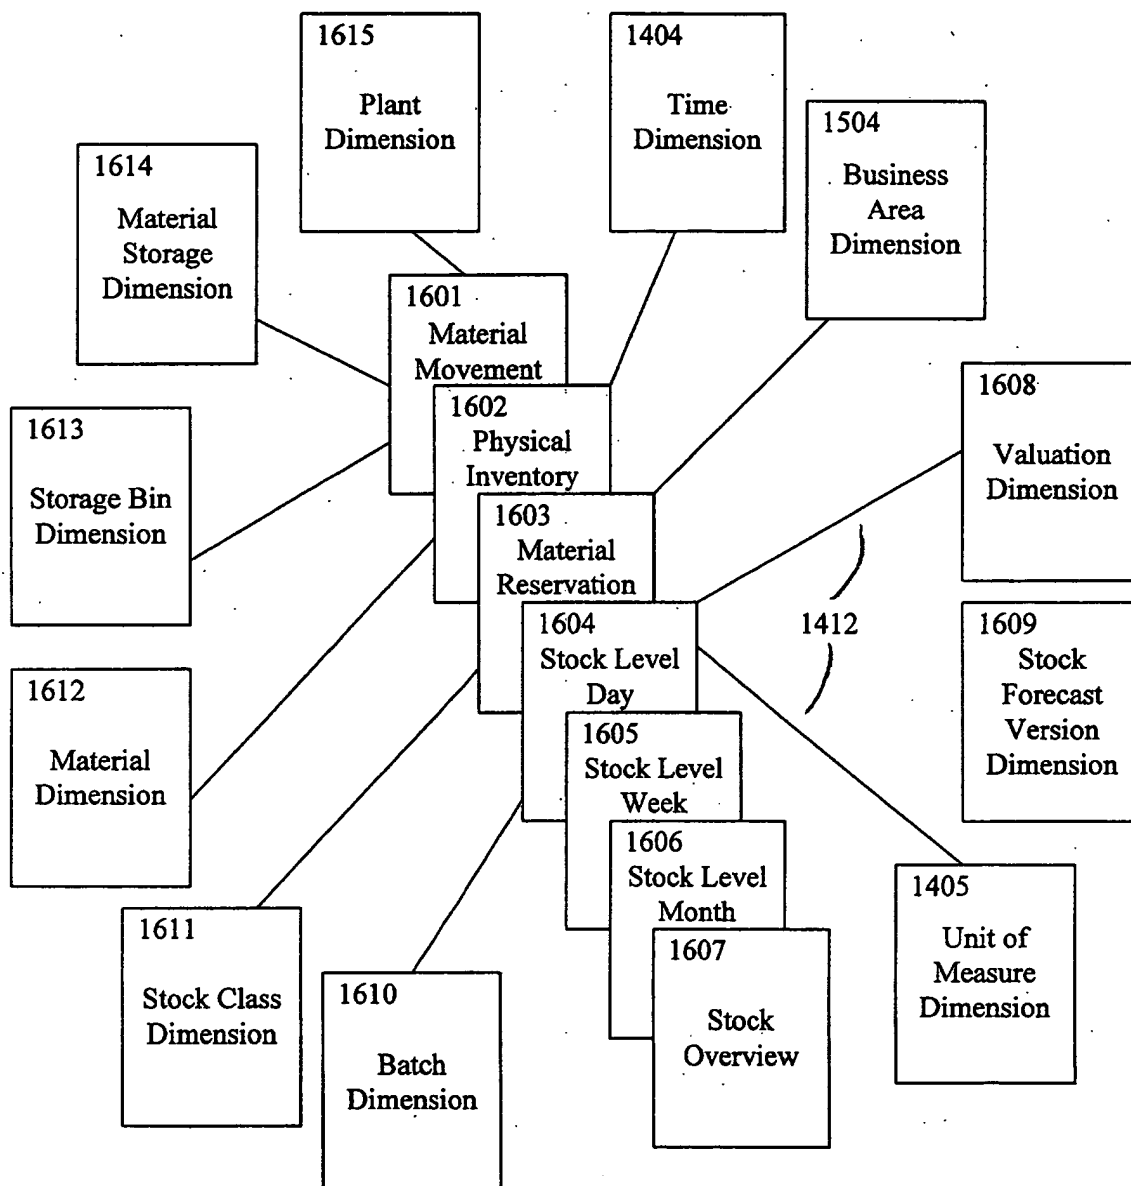 1615
Plant
Dimension
1404
Time
Dimension
1504
Business
Area
Dimension
1614
Material
Storage
Dimension
1601
Material
Movement
1602
Physical
Inventory
1603
Material
Reservation
1604
Stock Level
Day
1605
Stock Level
Week
1606
Stock Level
Month
1607
Stock
Overview
1608
Valuation
Dimension
1412
1609
Stock
Forecast
Version
Dimension
1405
Unit of
Measure
Dimension
1613
Storage Bin
Dimension
1612
Material
Dimension
1611
Stock Class
Dimension
1610
Batch
Dimension